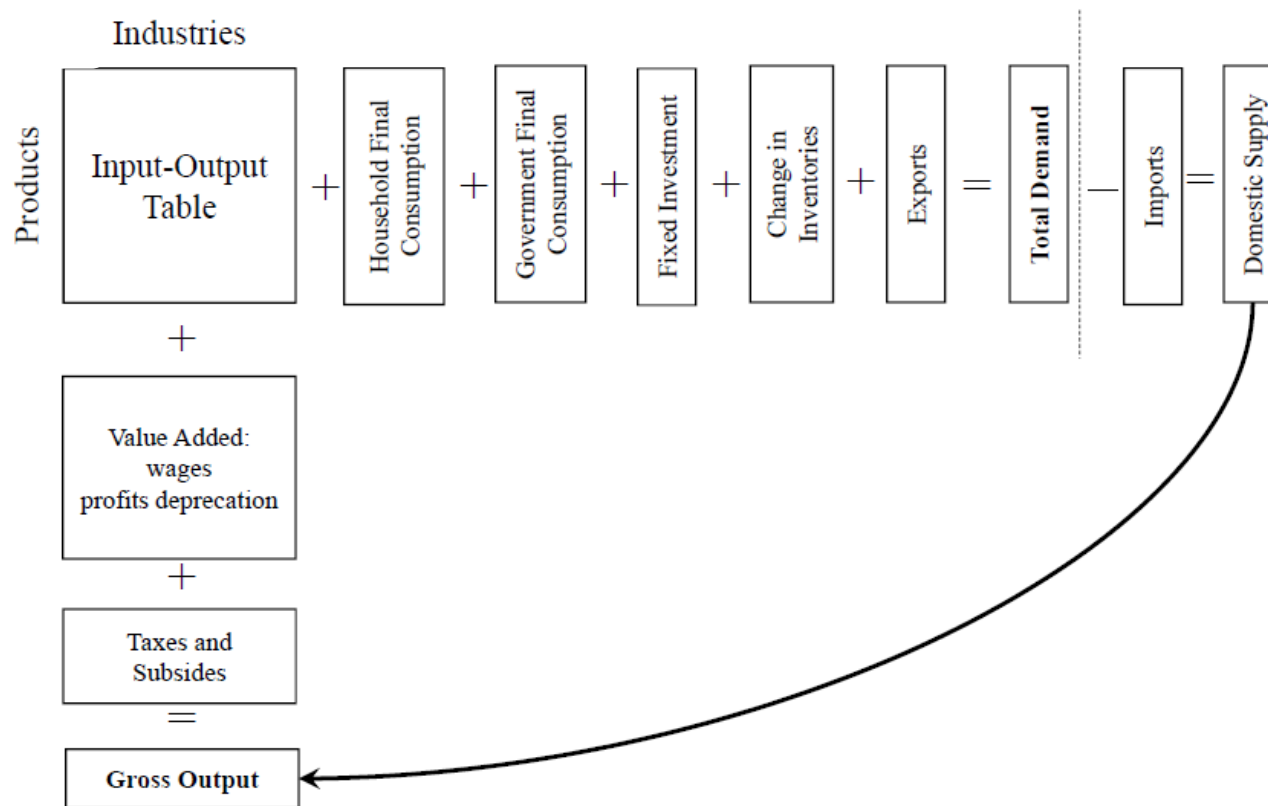 Industries
Products
Input-Output
Table
+
Household Final
Consumption
+
Government Final
Consumption
+
Fixed Investment
+
Change in
Inventories
+
Exports
=
Total Demand
−
Imports
=
Domestic Supply
+
Value Added:
wages
profits deprecation
+
Taxes and
Subsides
=
Gross Output